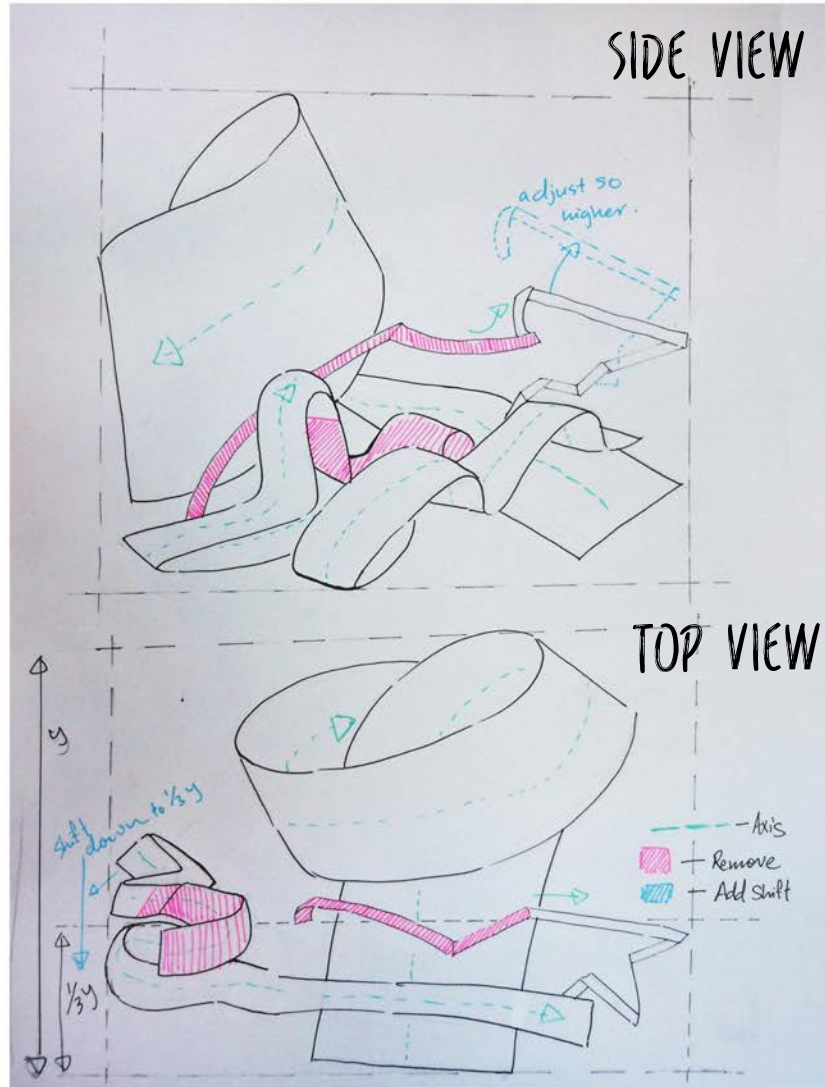 SIDE VIEW
adjust so
higher.
TOP VIEW
y
shift
down to 1/3 y
Axis
Remove
Add shift
1/3 y